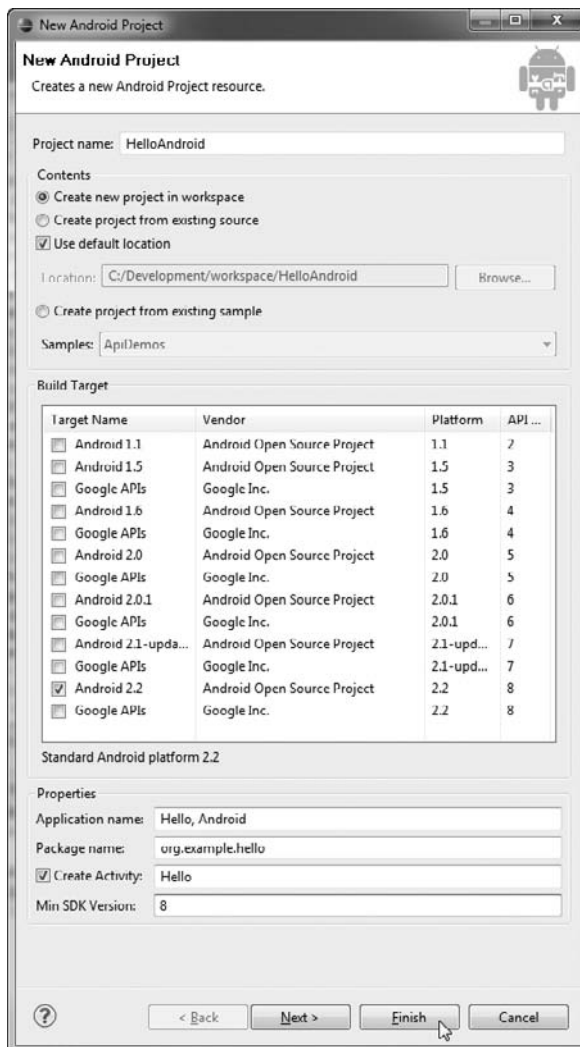 New Android Project
New Android Project
Creates a new Android Project resource.
Project name: HelloAndroid
Contents
Create new project in workspace
Create project from existing source
Use default location
Location: C:/Development/workspace/HelloAndroid Browse...
Create project from existing sample
Samples: ApiDemos
Build Target
Target Name Vendor Platform API ...
Android 1.1 Android Open Source Project 1.1 2
Android 1.5 Android Open Source Project 1.5 3
Google APIs Google Inc. 1.5 3
Android 1.6 Android Open Source Project 1.6 4
Google APIs Google Inc. 1.6 4
Android 2.0 Android Open Source Project 2.0 5
Google APIs Google Inc. 2.0 5
Android 2.0.1 Android Open Source Project 2.0.1 6
Google APIs Google Inc. 2.0.1 6
Android 2.1-upda... Android Open Source Project 2.1-upd... 7
Google APIs Google Inc. 2.1-upd... 7
Android 2.2 Android Open Source Project 2.2 8
Google APIs Google Inc. 2.2 8
Standard Android platform 2.2
Properties
Application name: Hello, Android
Package name: org.example.hello
Create Activity: Hello
Min SDK Version: 8
? < Back Next > Finish Cancel